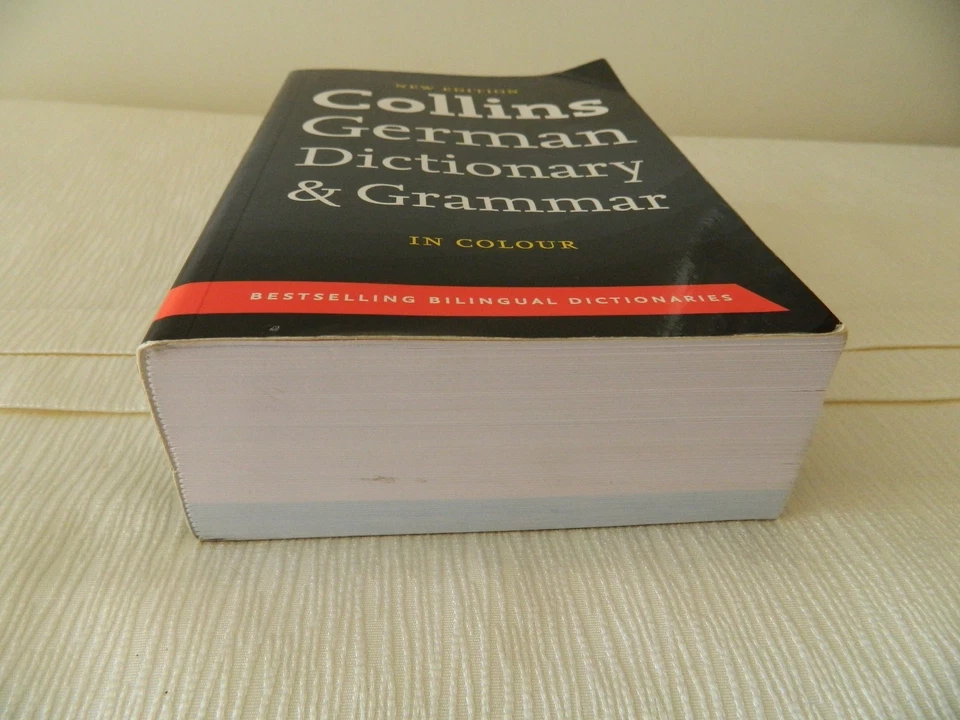 NEW EDITION
Collins
German
Dictionary
& Grammar
IN COLOUR
BESTSELLING BILINGUAL DICTIONARIES